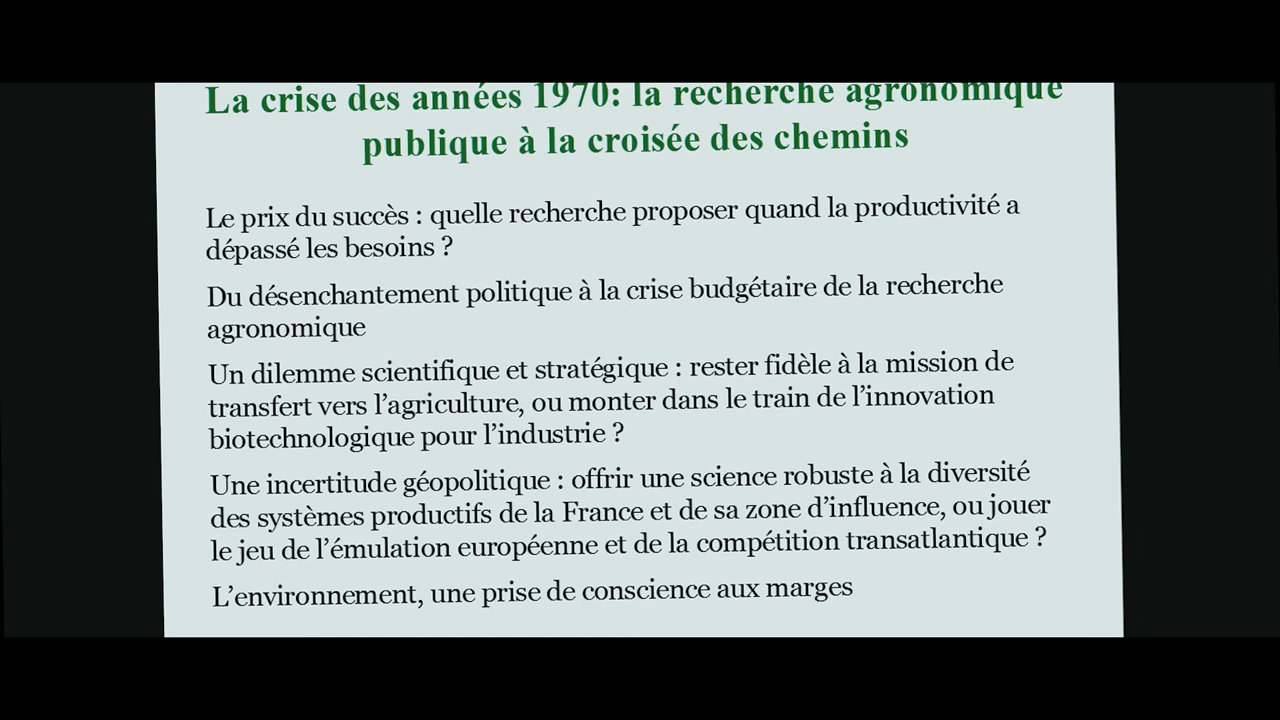 La crise des années 1970: la recherche agronomique
publique à la croisée des chemins
Le prix du succès : quelle recherche proposer quand la productivité a
dépassé les besoins ?
Du désenchantement politique à la crise budgétaire de la recherche
agronomique
Un dilemme scientifique et stratégique : rester fidèle à la mission de
transfert vers l’agriculture, ou monter dans le train de l’innovation
biotechnologique pour l’industrie ?
Une incertitude géopolitique : offrir une science robuste à la diversité
des systèmes productifs de la France et de sa zone d’influence, ou jouer
le jeu de l’émulation européenne et de la compétition transatlantique ?
L’environnement, une prise de conscience aux marges